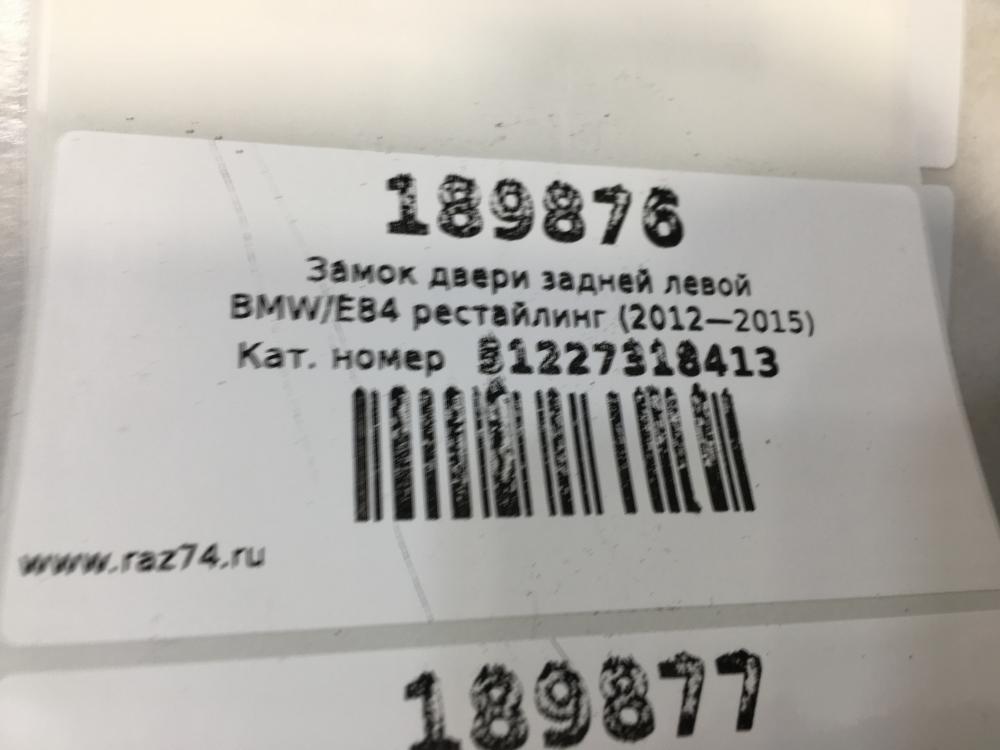 189876
Замок двери задней левой
BMW/E84 рестайлинг (2012—2015)
Кат. номер 51227318413
www.raz74.ru
189877